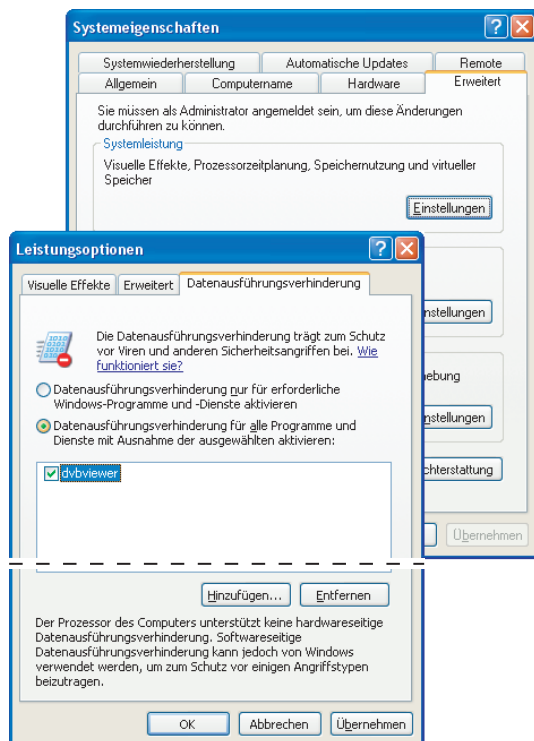 Systemeigenschaften
Systemwiederherstellung Automatische Updates Remote
Allgemein Computername Hardware Erweitert
Sie müssen als Administrator angemeldet sein, um diese Änderungen
durchführen zu können.
Systemleistung
Visuelle Effekte, Prozessorzeitplanung, Speichernutzung und virtueller
Speicher
Einstellungen
nstellungen
ebung
nstellungen
chterstattung
Übernehmen
Leistungsoptionen
Visuelle Effekte Erweitert Datenausführungsverhinderung
Die Datenausführungsverhinderung trägt zum Schutz
vor Viren und anderen Sicherheitsangriffen bei. Wie
funktioniert sie?
Datenausführungsverhinderung nur für erforderliche
Windows-Programme und -Dienste aktivieren
Datenausführungsverhinderung für alle Programme und
Dienste mit Ausnahme der ausgewählten aktivieren:
dvbviewer
Hinzufügen... Entfernen
Der Prozessor des Computers unterstützt keine hardwareseitige
Datenausführungsverhinderung. Softwareseitige
Datenausführungsverhinderung kann jedoch von Windows
verwendet werden, um zum Schutz vor einigen Angriffstypen
beizutragen.
OK Abbrechen Übernehmen